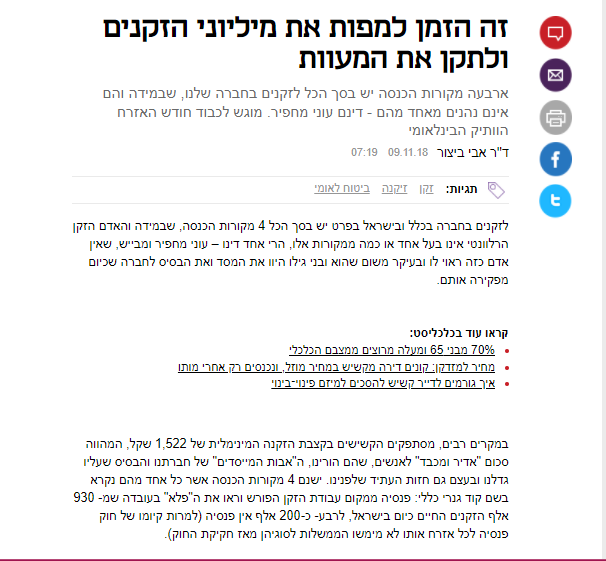 זה הזמן למפות את מיליוני הזקנים
ולתקן את המעוות
ארבעה מקורות הכנסה יש בסך הכל לזקנים בחברה שלנו, שבמידה והם
אינם נהנים מאחד מהם - דינם עוני מחפיר. מוגש לכבוד חודש האזרח
הוותיק הבינלאומי
ד"ר אבי ביצור 09.11.18 07:19
תגיות: זקן זיקנה ביטוח לאומי
לזקנים בחברה בכלל ובישראל בפרט יש בסך הכל 4 מקורות הכנסה, שבמידה והאדם הזקן
הרלוונטי אינו בעל אחד או כמה ממקורות אלו, הרי אחד דינו – עוני מחפיר ומבייש, שאין
אדם כזה ראוי לו ובעיקר משום שהוא ובני גילו היוו את המסד ואת הבסיס לחברה שכיום
מפקירה אותם.
קראו עוד בכלכליסט:
70% מבני 65 ומעלה מרוצים ממצבם הכלכלי
מחיר למזדקן: קונים דירה מקשיש במחיר מוזל, ונכנסים רק אחרי מותו
איך גורמים לדייר קשיש להסכים למיזם פינוי-בינוי
במקרים רבים, מסתפקים הקשישים בקצבת הזקנה המינימלית של 1,522 שקל, המהווה
סכום "אדיר ומכבד" לאנשים, שהם הורינו, ה"אבות המייסדים" של חברתנו והבסיס שעליו
גדלנו ובעצם גם חזות העתיד שלפנינו. ישנם 4 מקורות הכנסה אשר כל אחד מהם נקרא
בשם קוד גנרי כללי: פנסיה ממקום עבודת הזקן הפורש וראו את ה"פלא" בעובדה שמ- 930
אלף הזקנים החיים כיום בישראל, לרבע- כ-200 אלף אין פנסיה (למרות קיומו של חוק
פנסיה לכל אזרח אותו לא מימשו הממשלות לסוגיהן מאז חקיקת החוק).